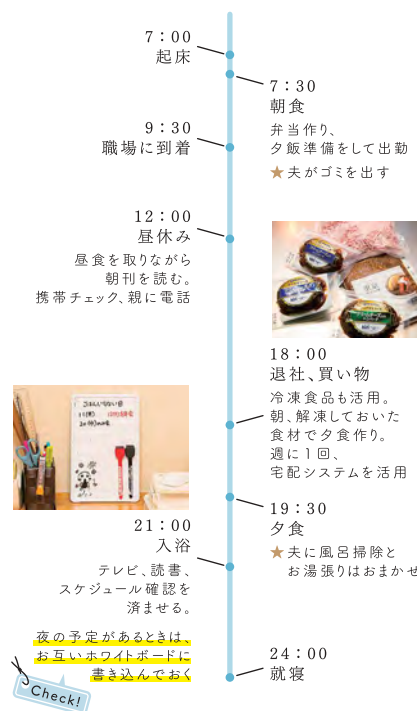 7：00
起床
7：30
朝食
弁当作り、
夕飯準備をして出勤
★夫がゴミを出す
9：30
職場に到着
12：00
昼休み
昼食を取りながら
朝刊を読む。
携帯チェック、親に電話
18：00
退社、買い物
冷凍食品も活用。
朝、解凍しておいた
食材で夕食作り。
週に1回、
宅配システムを活用
19：30
夕食
★夫に風呂掃除と
お湯張りはおまかせ
ごはんいらない日
21：00
入浴
テレビ、読書、
スケジュール確認を
済ませる。
夜の予定があるときは、
お互いホワイトボードに
書き込んでおく
Check!
24：00
就寝